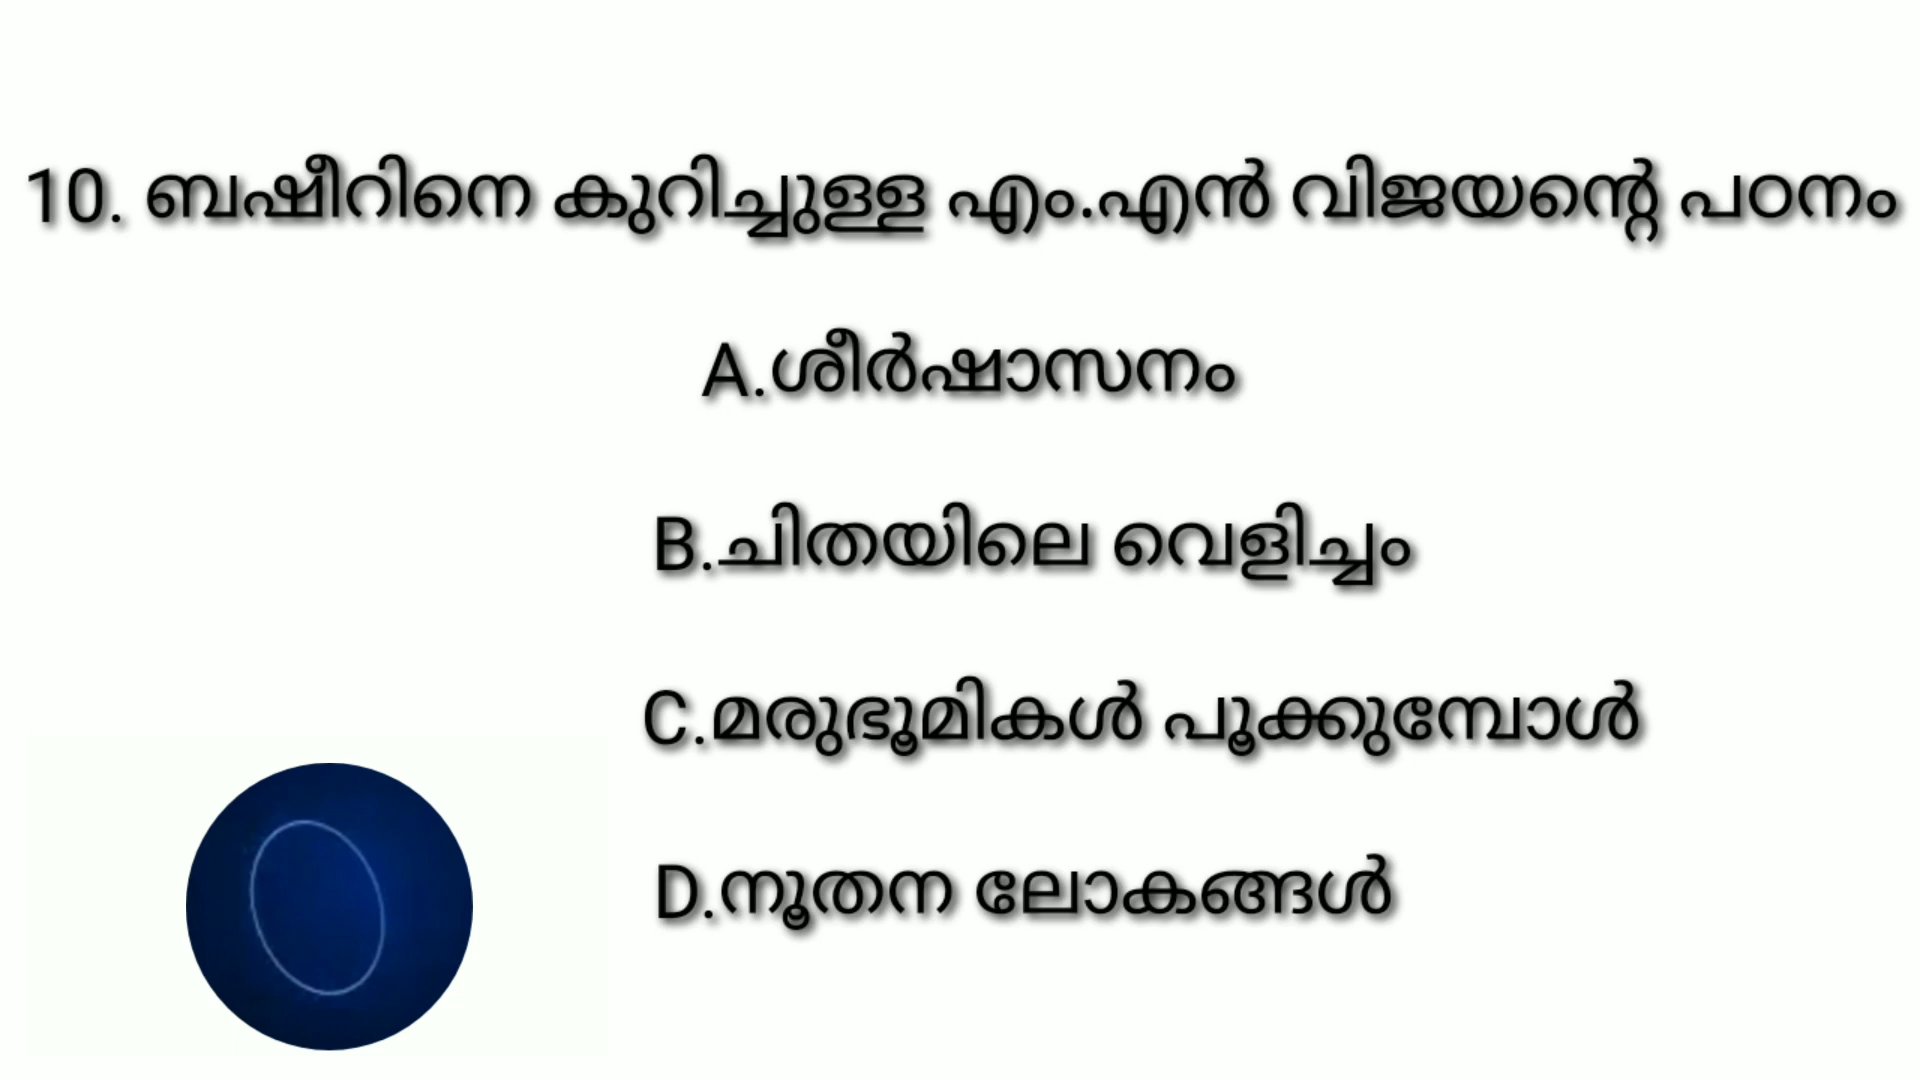 10. ബഷീറിനെ കുറിച്ചുള്ള എം.എൻ വിജയന്റെ പഠനം
A.ശീർഷാസനം
B.ചിതയിലെ വെളിച്ചം
C.മരുഭൂമികൾ പൂക്കുമ്പോൾ
D.നൂതന ലോകങ്ങൾ